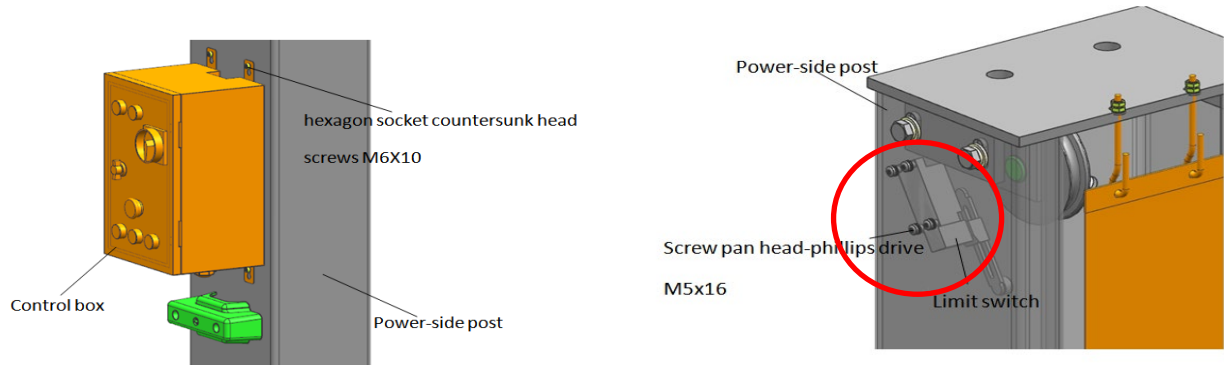 hexagon socket countersunk head
screws M6X10
Control box
Power-side post
Power-side post
Screw pan head-phillips drive
M5x16
Limit switch